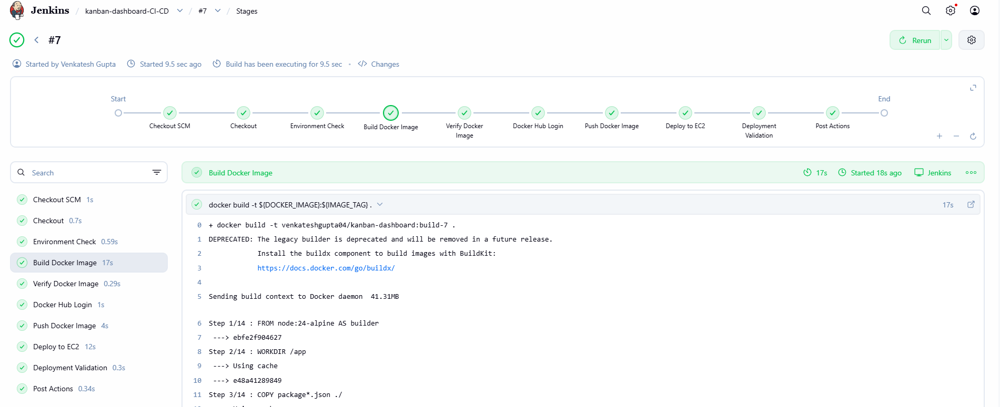 Jenkins / kanban-dashboard-CI-CD / #7 / Stages
#7
Rerun
Started by Venkatesh Gupta Started 9.5 sec ago Build has been executing for 9.5 sec Changes
Start
End
Checkout SCM
Checkout
Environment Check
Build Docker Image
Verify Docker
Image
Docker Hub Login
Push Docker Image
Deploy to EC2
Deployment
Validation
Post Actions
Search
Checkout SCM 1s
Checkout 0.7s
Environment Check 0.59s
Build Docker Image 17s
Verify Docker Image 0.29s
Docker Hub Login 1s
Push Docker Image 4s
Deploy to EC2 12s
Deployment Validation 0.3s
Post Actions 0.34s
Build Docker Image 17s Started 18s ago Jenkins
docker build -t ${DOCKER_IMAGE}:${IMAGE_TAG} . 17s
0 + docker build -t venkateshgupta04/kanban-dashboard:build-7 .
1 DEPRECATED: The legacy builder is deprecated and will be removed in a future release.
2 Install the buildx component to build images with BuildKit:
3 https://docs.docker.com/go/buildx/
4
5 Sending build context to Docker daemon 41.31MB
6 Step 1/14 : FROM node:24-alpine AS builder
7 ---> ebfe2f904627
8 Step 2/14 : WORKDIR /app
9 ---> Using cache
10 ---> e48a41289849
11 Step 3/14 : COPY package*.json ./